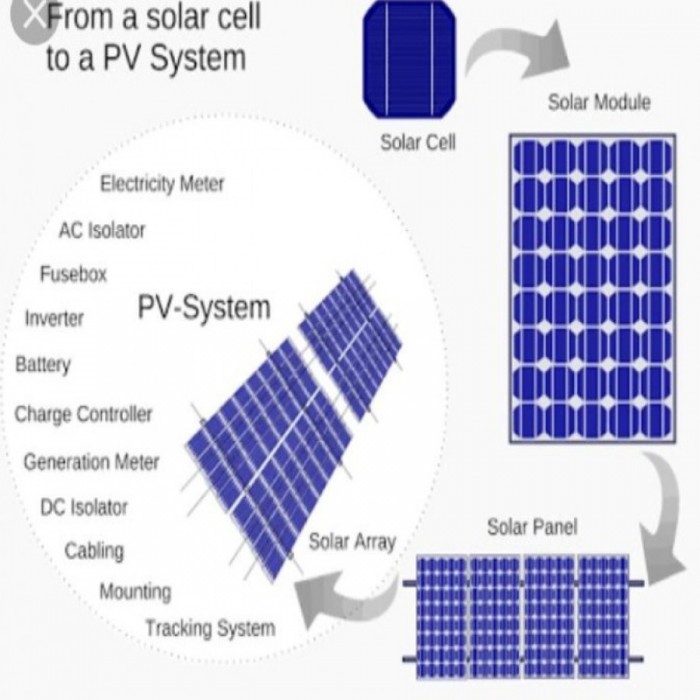 From a solar cell
to a PV System
Solar Cell
Solar Module
Electricity Meter
AC Isolator
Fusebox
PV-System
Inverter
Battery
Charge Controller
Generation Meter
DC Isolator
Cabling
Mounting
Tracking System
Solar Array
Solar Panel